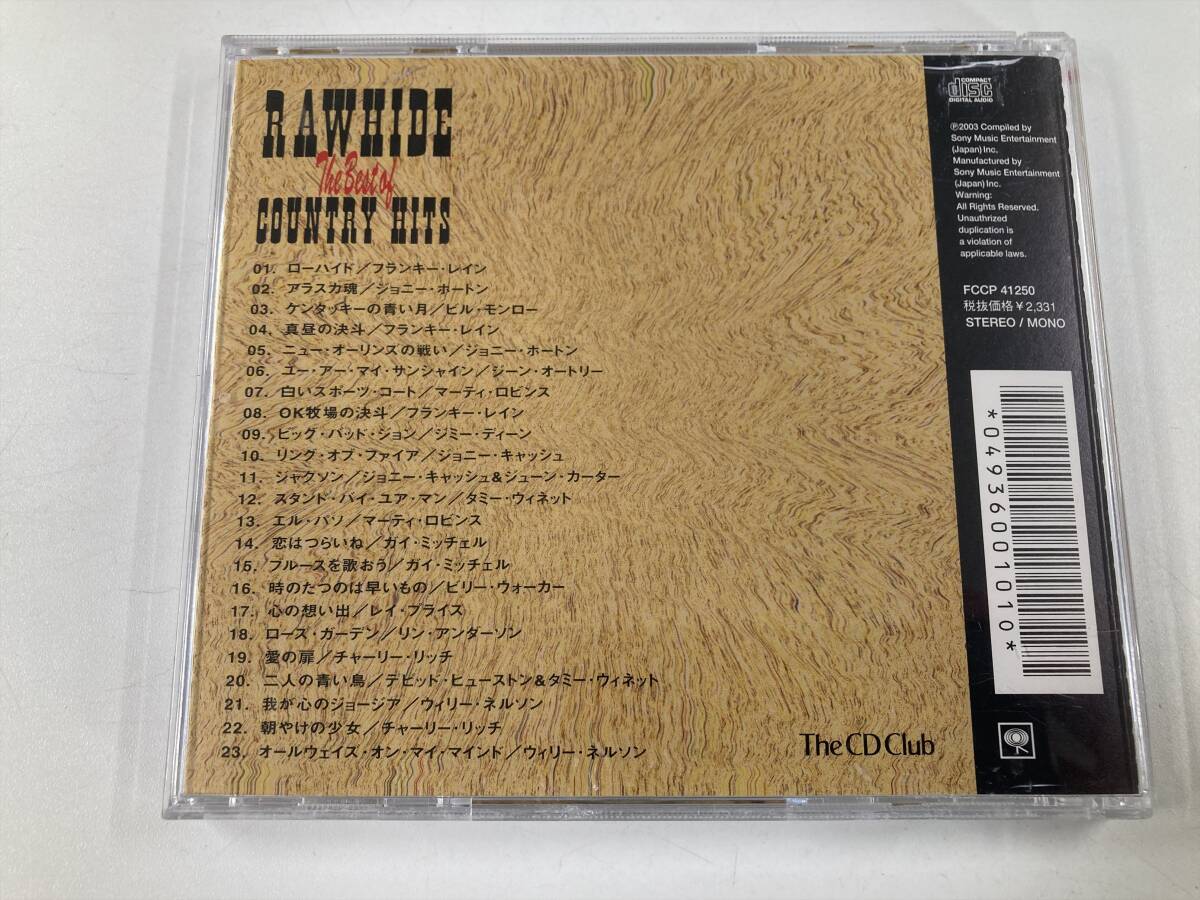 RAWHIDE
The Best of
COUNTRY HITS
01. ローハイド／フランキー・レイン
02. アラスカ魂／ジョニー・ホートン
03. ケンタッキーの青い月／ビル・モンロー
04. 真昼の決斗／フランキー・レイン
05. ニュー・オーリンズの戦い／ジョニー・ホートン
06. ユー・アー・マイ・サンシャイン／ジーン・オートリー
07. 白いスポーツ・コート／マーティ・ロビンス
08. OK牧場の決斗／フランキー・レイン
09. ビッグ・バッド・ジョン／ジミー・ディーン
10. リング・オブ・ファイア／ジョニー・キャッシュ
11. ジャクソン／ジョニー・キャッシュ&ジューン・カーター
12. スタンド・バイ・ユア・マン／タミー・ウィネット
13. エル・パソ／マーティ・ロビンス
14. 恋はつらいね／ガイ・ミッチェル
15. ブルースを歌おう／ガイ・ミッチェル
16. 時のたつのは早いもの／ビリー・ウォーカー
17. 心の想い出／レイ・プライス
18. ローズ・ガーデン／リン・アンダーソン
19. 愛の扉／チャーリー・リッチ
20. 二人の青い鳥／デビッド・ヒューストン&タミー・ウィネット
21. 我が心のジョージア／ウィリー・ネルソン
22. 朝やけの少女／チャーリー・リッチ
23. オールウェイズ・オン・マイ・マインド／ウィリー・ネルソン
The CD Club
COMPACT
disc
DIGITAL AUDIO
℗2003 Compiled by
Sony Music Entertainment
(Japan) Inc.
Manufactured by
Sony Music Entertainment
(Japan) Inc.
Warning:
All Rights Reserved.
Unauthrized
duplication is
a violation of
applicable laws.
FCCP 41250
税抜価格￥2,331
STEREO / MONO
*04936001010*